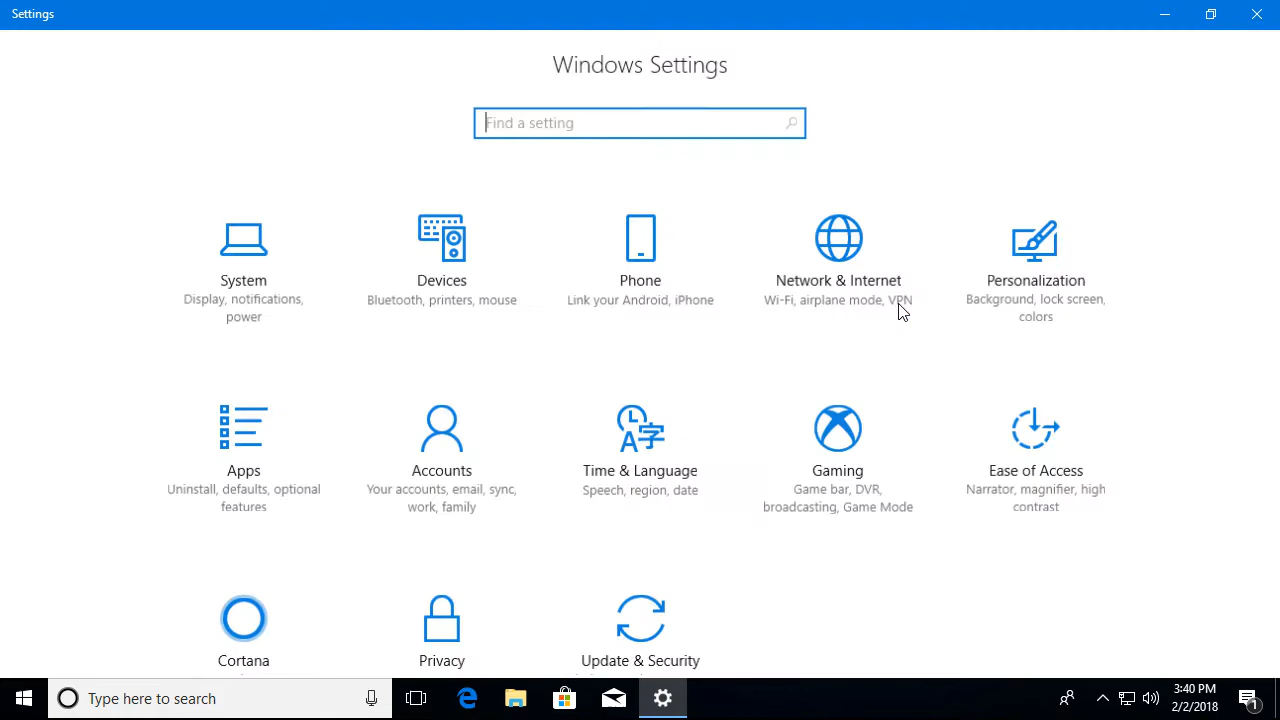 Settings
Windows Settings
Find a setting
System
Display, notifications,
power
Devices
Bluetooth, printers, mouse
Phone
Link your Android, iPhone
Network & Internet
Wi-Fi, airplane mode, VPN
Personalization
Background, lock screen,
colors
Apps
Uninstall, defaults, optional
features
Accounts
Your accounts, email, sync,
work, family
Time & Language
Speech, region, date
Gaming
Game bar, DVR,
broadcasting, Game Mode
Ease of Access
Narrator, magnifier, high
contrast
Cortana
Privacy
Update & Security
Type here to search
3:40 PM
2/2/2018
1